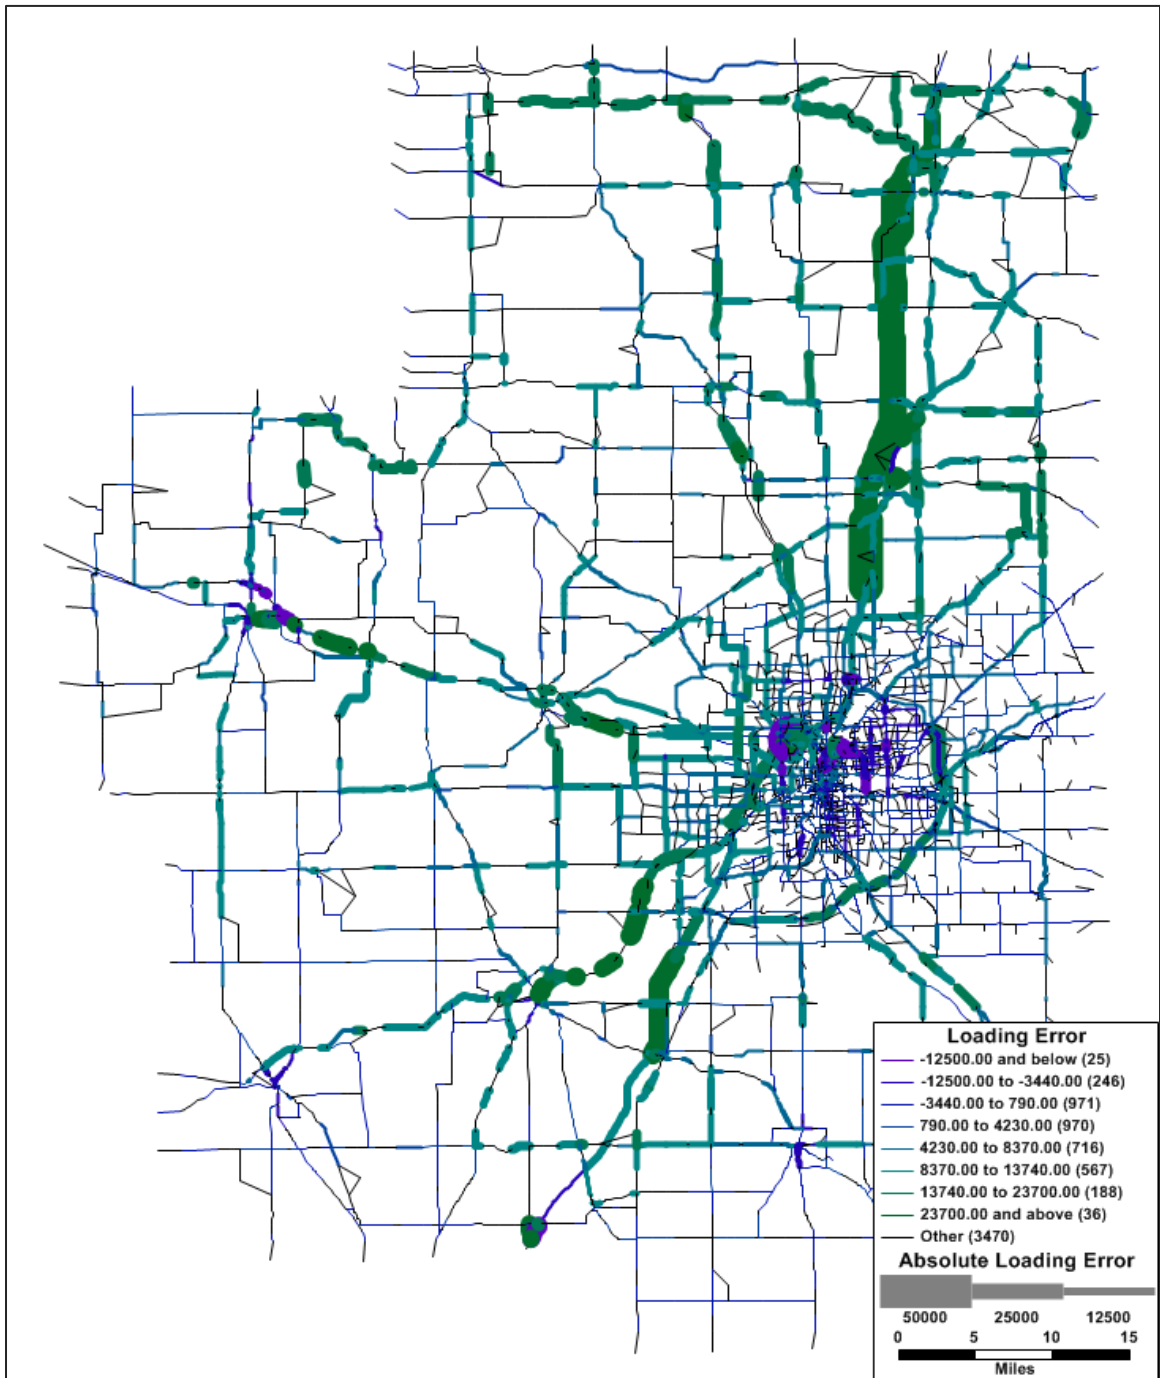 Loading Error
-12500.00 and below (25)
-12500.00 to -3440.00 (246)
-3440.00 to 790.00 (971)
790.00 to 4230.00 (970)
4230.00 to 8370.00 (716)
8370.00 to 13740.00 (567)
13740.00 to 23700.00 (188)
23700.00 and above (36)
Other (3470)
Absolute Loading Error
50000 25000 12500
0 5 10 15
Miles